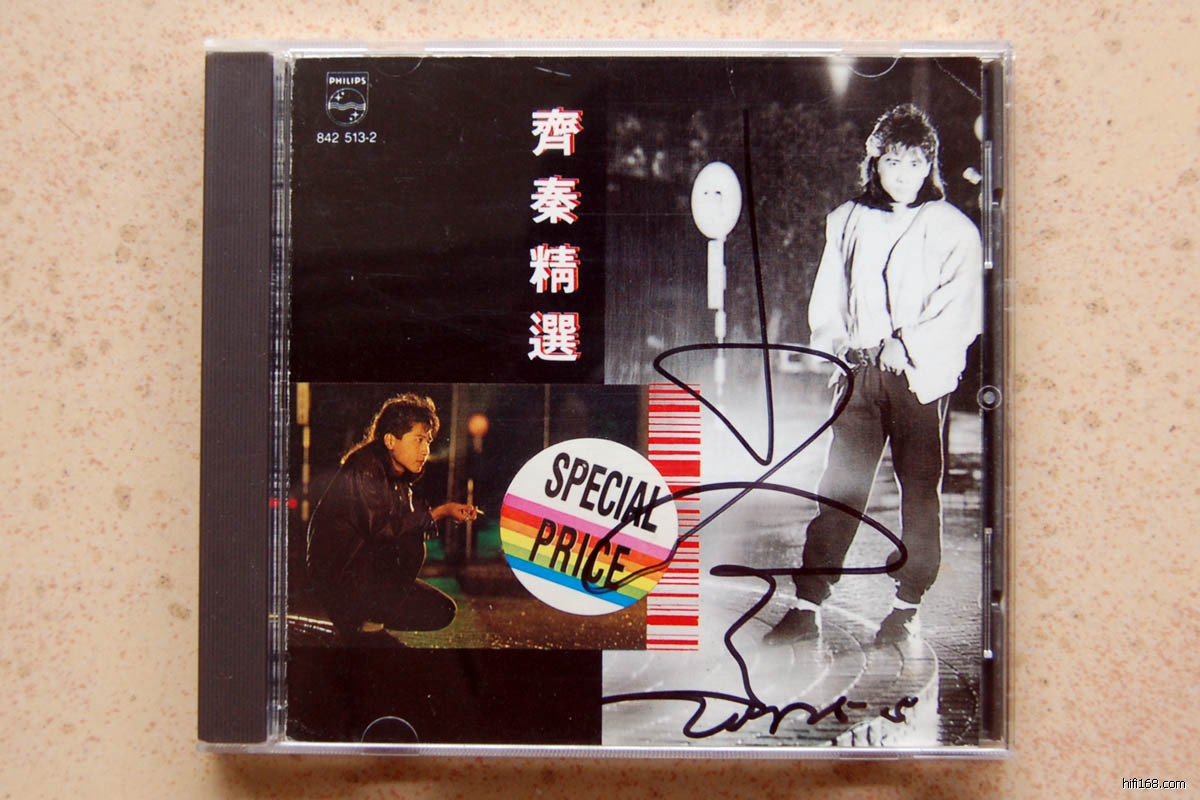 PHILIPS
842 513-2
齊秦精選
SPECIAL
PRICE
hifi168.com